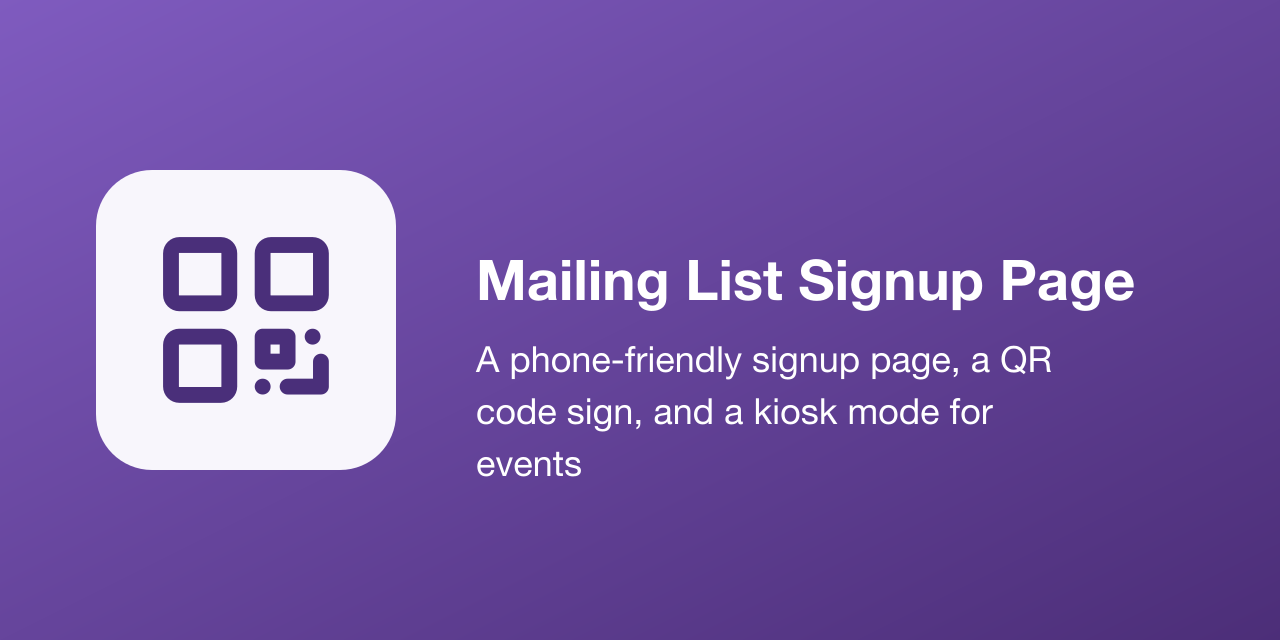 Mailing List Signup Page
A phone-friendly signup page, a QR
code sign, and a kiosk mode for
events